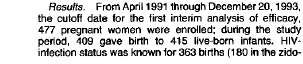 Results. From April 1991 through December 20, 1993,
the cutoff date for the first interim analysis of efficacy,
477 pregnant women were enrolled; during the study
period, 409 gave birth to 415 live-born infants. HIV-
infection status was known for 363 births (180 in the zido-